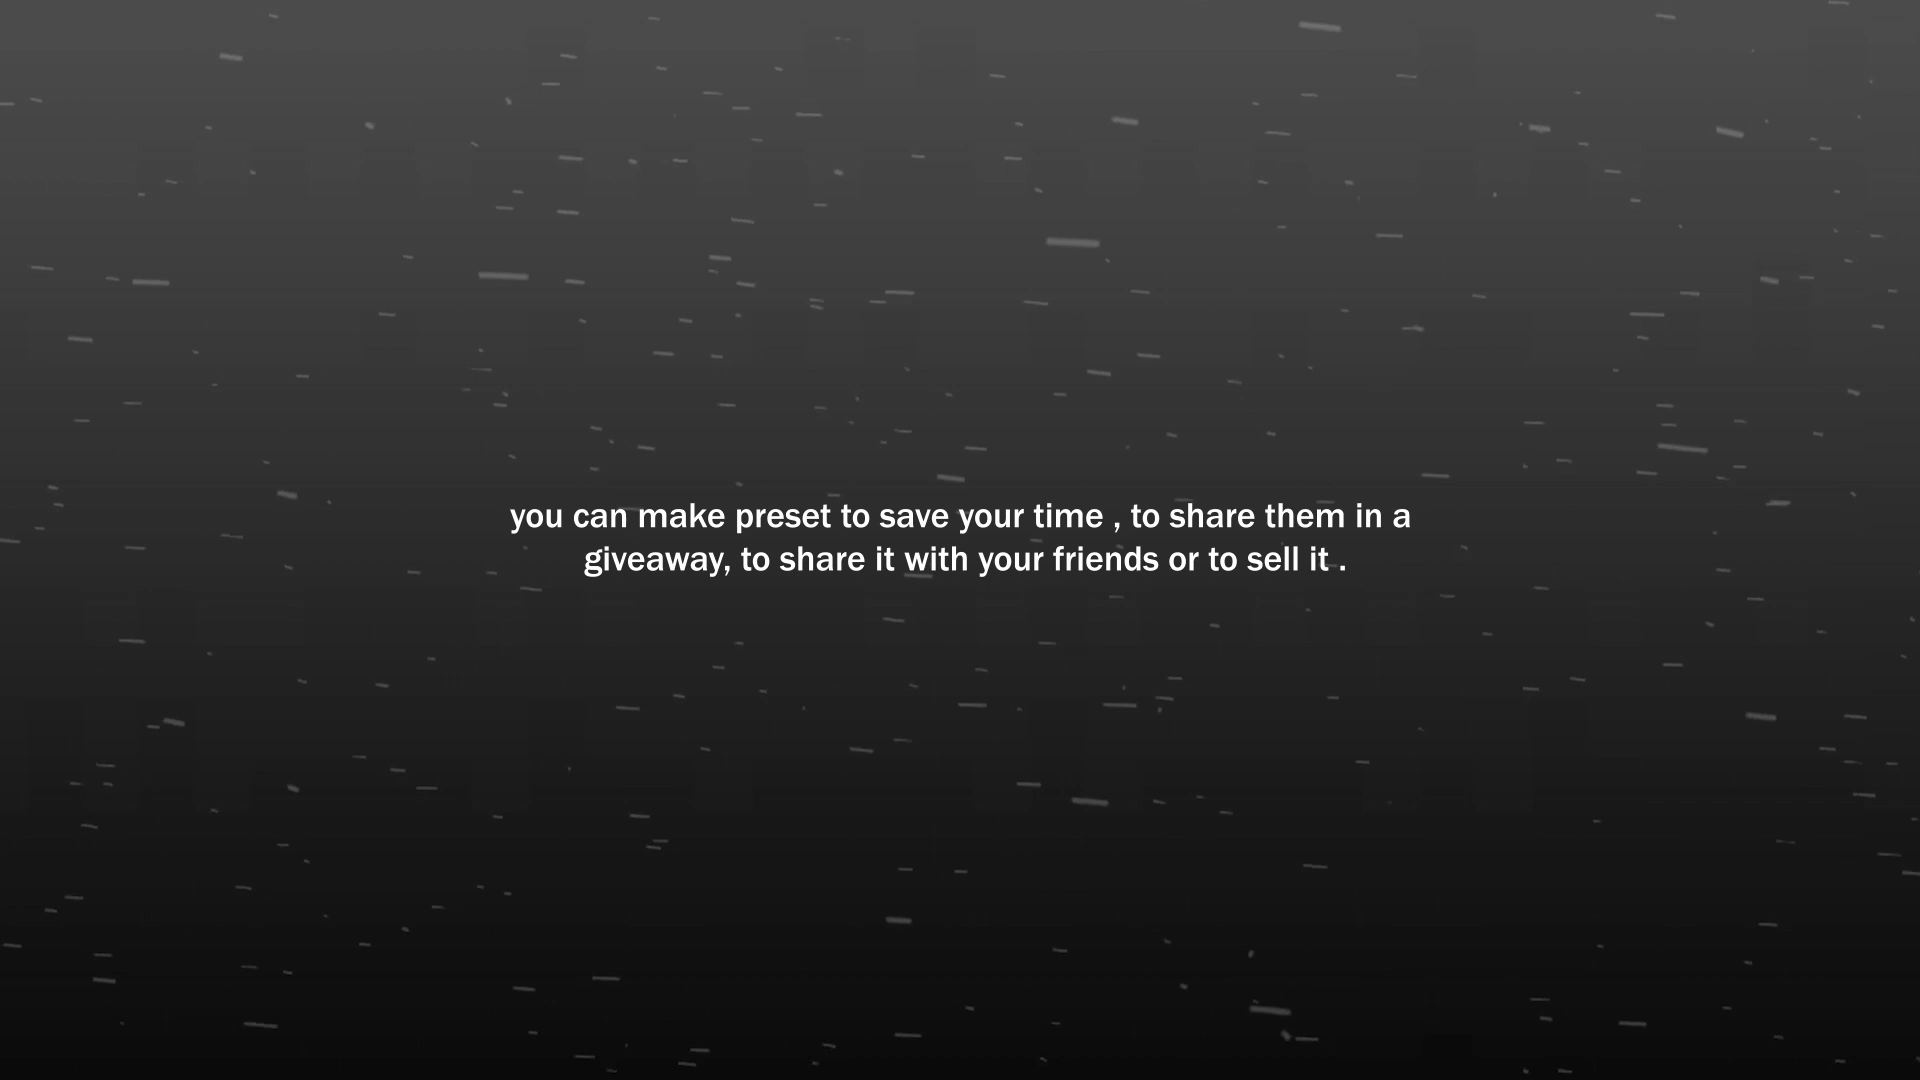 you can make preset to save your time , to share them in a
giveaway, to share it with your friends or to sell it .